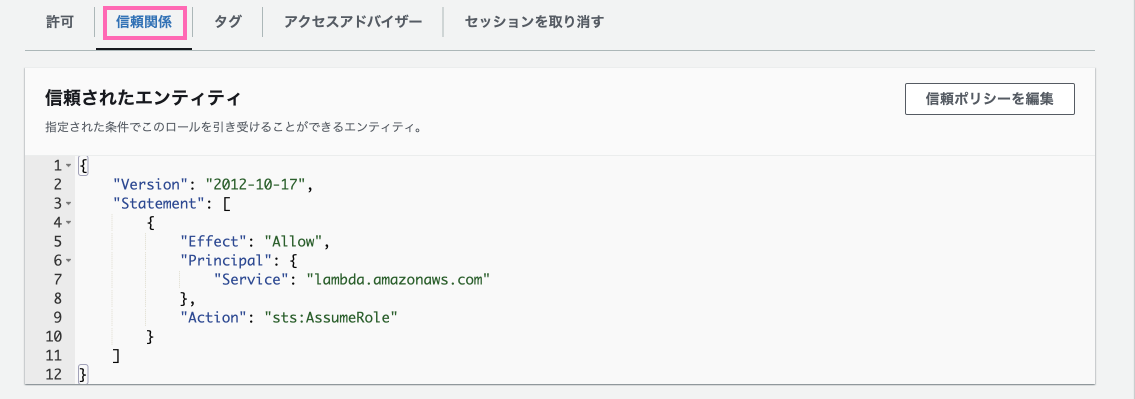 許可 信頼関係 タグ アクセスアドバイザー セッションを取り消す
信頼されたエンティティ 信頼ポリシーを編集
指定された条件でこのロールを引き受けることができるエンティティ。
1 {
2     "Version": "2012-10-17",
3     "Statement": [
4         {
5             "Effect": "Allow",
6             "Principal": {
7                 "Service": "lambda.amazonaws.com"
8             },
9             "Action": "sts:AssumeRole"
10         }
11     ]
12 }